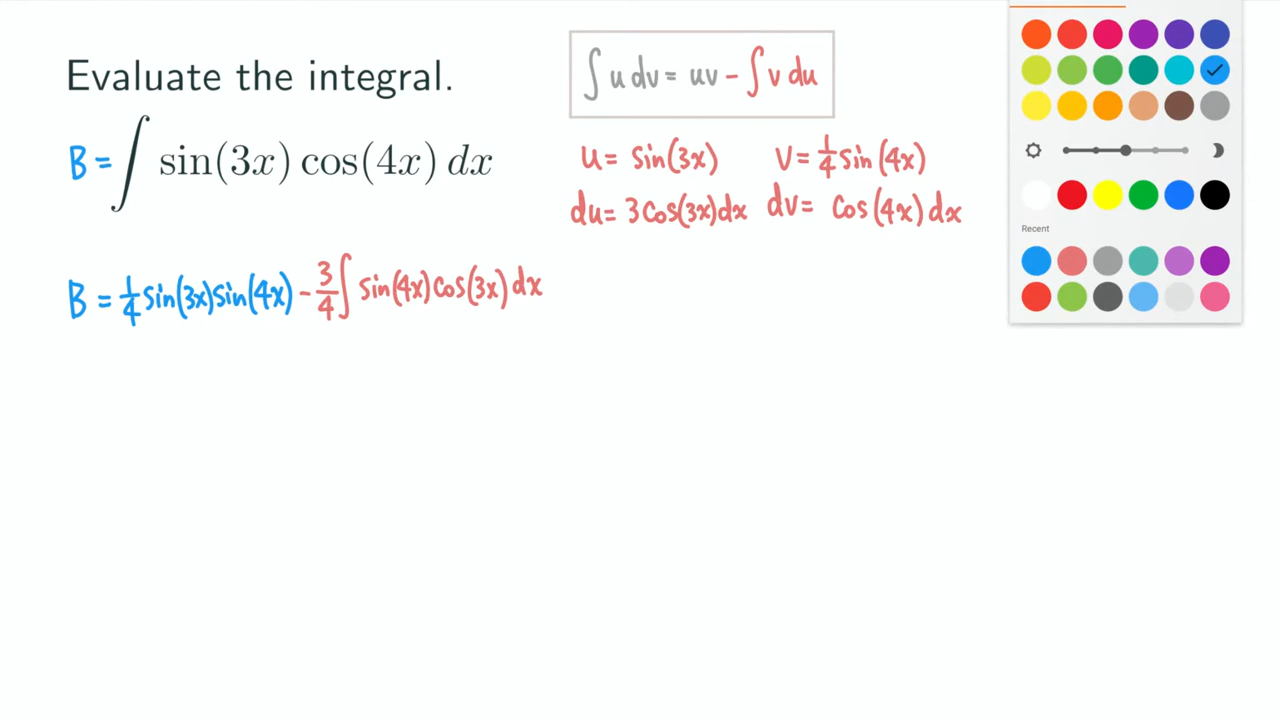 Evaluate the integral.
∫ u dv = uv - ∫ v du
B = ∫ sin(3x) cos(4x) dx
u = sin(3x) v = 1/4 sin(4x)
du = 3cos(3x)dx dv = cos(4x)dx
B = 1/4 sin(3x)sin(4x) - 3/4 ∫ sin(4x)cos(3x)dx
Recent